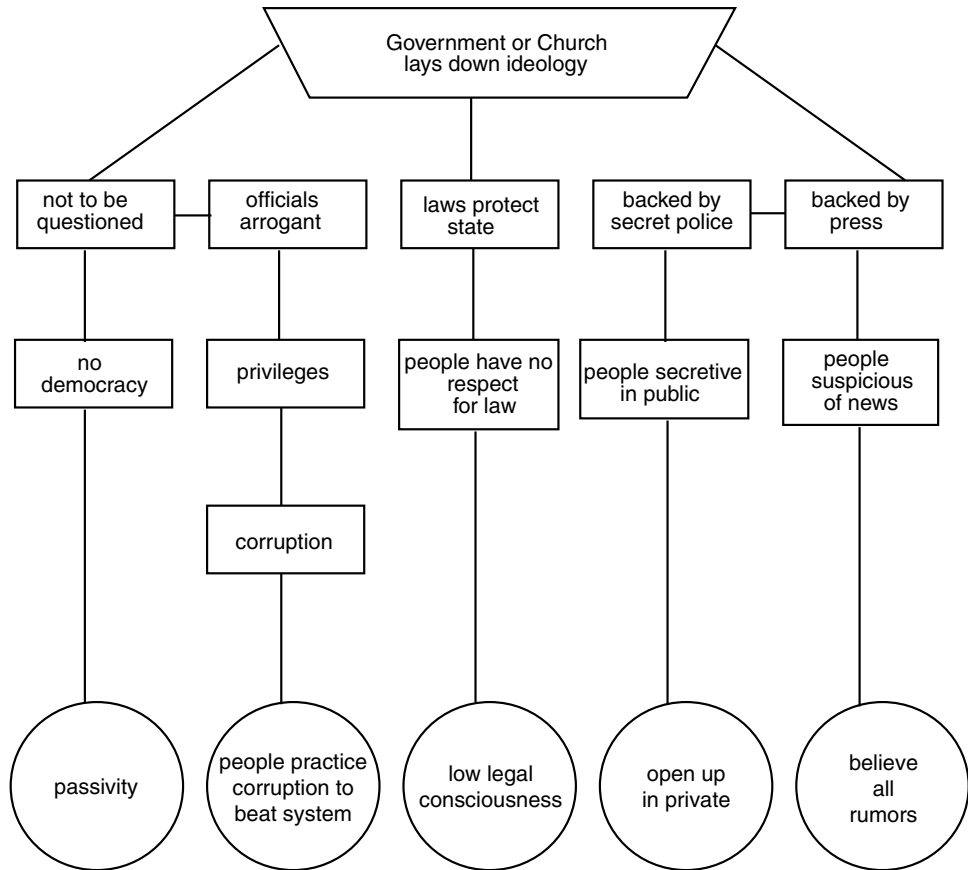 Government or Church
lays down ideology
not to be
questioned
officials
arrogant
laws protect
state
backed by
secret police
backed by
press
no
democracy
privileges
people have no
respect
for law
people secretive
in public
people
suspicious
of news
corruption
passivity
people practice
corruption to
beat system
low legal
consciousness
open up
in private
believe
all
rumors